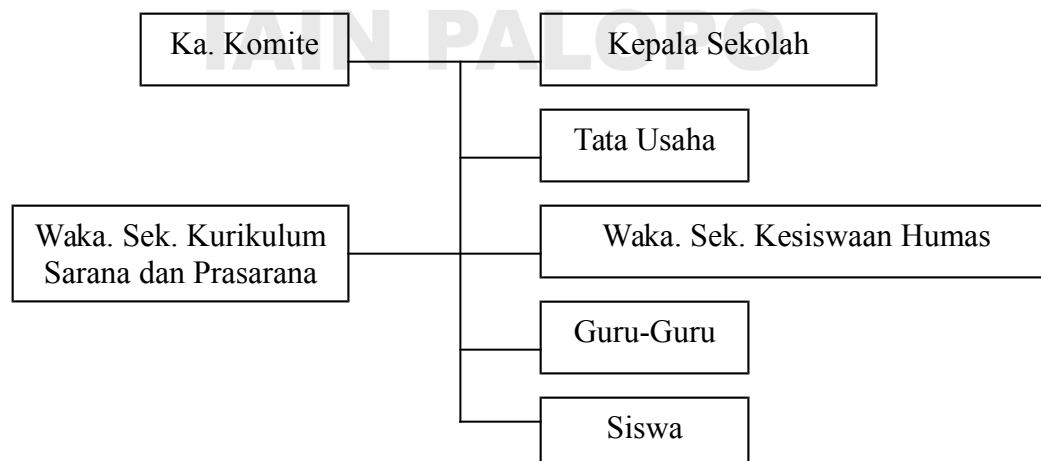 IAIN PALOPO
Ka. Komite
Kepala Sekolah
Tata Usaha
Waka. Sek. Kurikulum
Sarana dan Prasarana
Waka. Sek. Kesiswaan Humas
Guru-Guru
Siswa